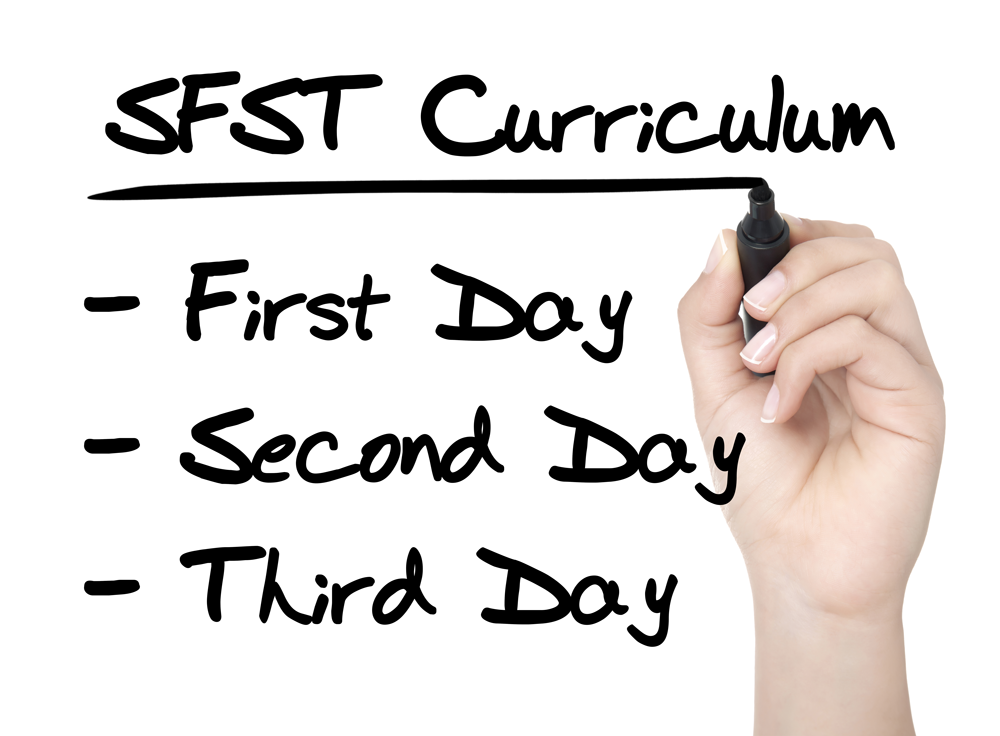 SFST Curriculum
- First Day
- Second Day
- Third Day